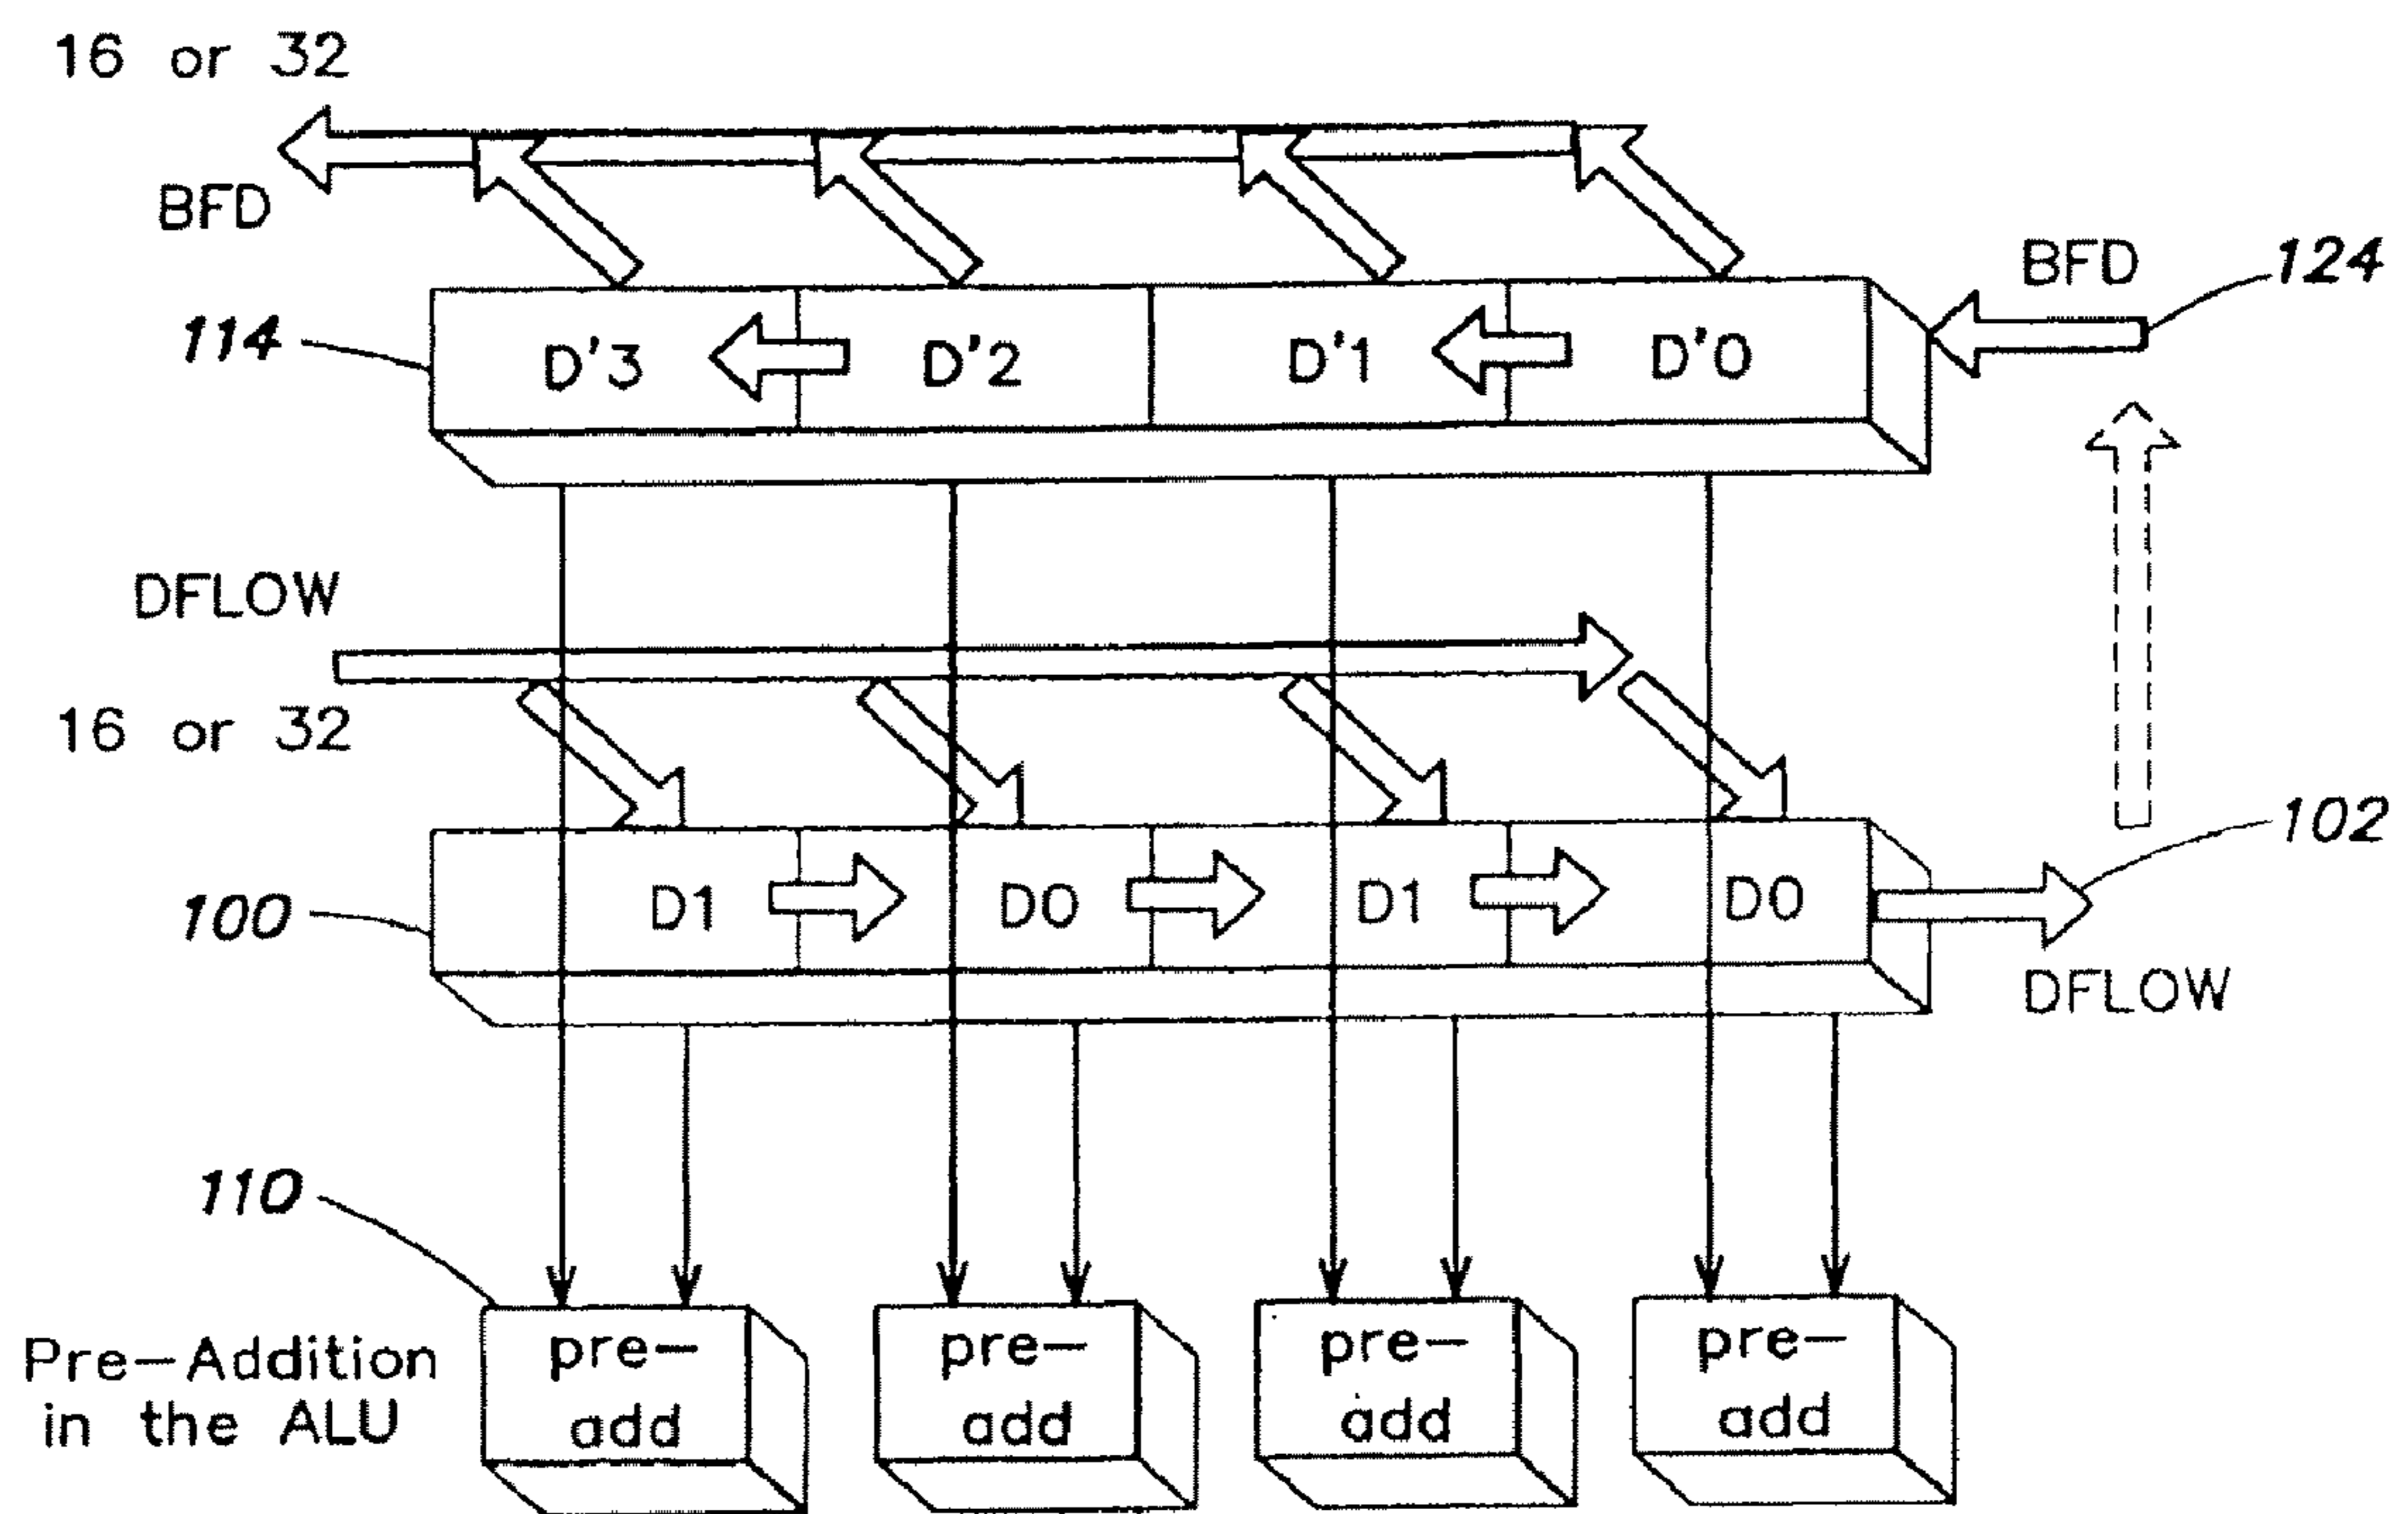 16 or 32
BFD
BFD
124
114
D'3
D'2
D'1
D'0
DFLOW
16 or 32
102
100
D1
D0
D1
D0
DFLOW
110
Pre-Addition
in the ALU
pre-
add
pre-
add
pre-
add
pre-
add